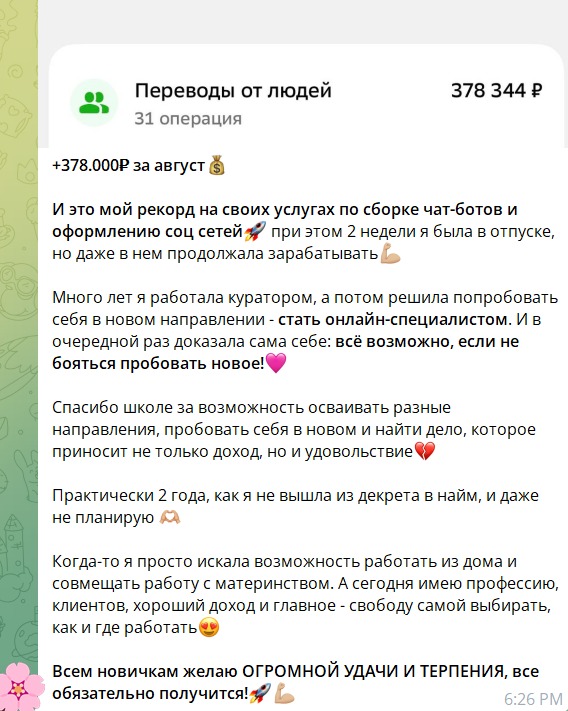 Переводы от людей 378 344 ₽
31 операция
+378.000₽ за август💰
И это мой рекорд на своих услугах по сборке чат-ботов и
оформлению соц сетей🚀 при этом 2 недели я была в отпуске,
но даже в нем продолжала зарабатывать💪🏼
Много лет я работала куратором, а потом решила попробовать
себя в новом направлении - стать онлайн-специалистом. И в
очередной раз доказала сама себе: всё возможно, если не
бояться пробовать новое!🩷
Спасибо школе за возможность осваивать разные
направления, пробовать себя в новом и найти дело, которое
приносит не только доход, но и удовольствие💔
Практически 2 года, как я не вышла из декрета в найм, и даже
не планирую 🫶🏼
Когда-то я просто искала возможность работать из дома и
совмещать работу с материнством. А сегодня имею профессию,
клиентов, хороший доход и главное - свободу самой выбирать,
как и где работать😍
Всем новичкам желаю ОГРОМНОЙ УДАЧИ И ТЕРПЕНИЯ, все
обязательно получится!🚀💪🏼
6:26 PM